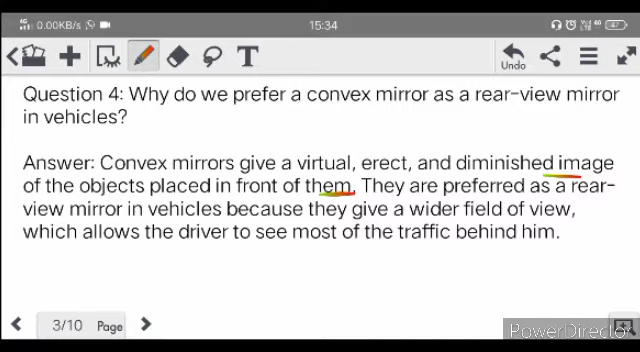 4G 0.00KB/s 15:34 47
T Undo
Question 4: Why do we prefer a convex mirror as a rear-view mirror
in vehicles?
Answer: Convex mirrors give a virtual, erect, and diminished image
of the objects placed in front of them. They are preferred as a rear-
view mirror in vehicles because they give a wider field of view,
which allows the driver to see most of the traffic behind him.
3/10 Page
PowerDirector